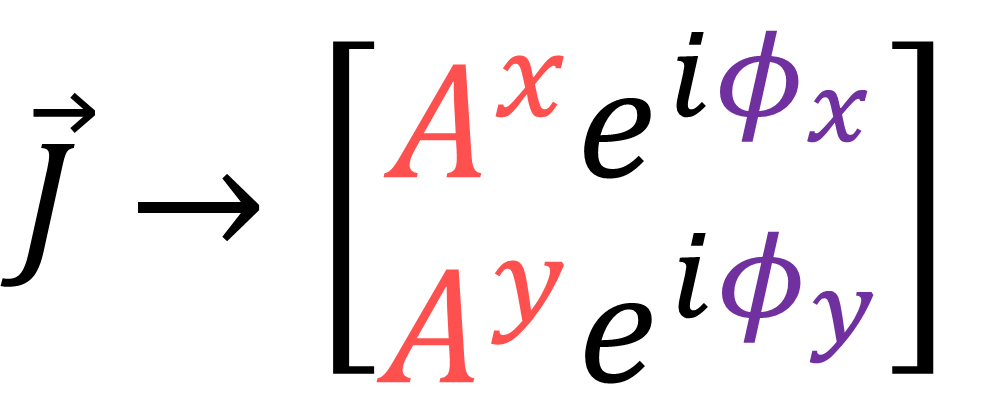 J⃗ → [ A^x e^{iϕ_x}
A^y e^{iϕ_y} ]